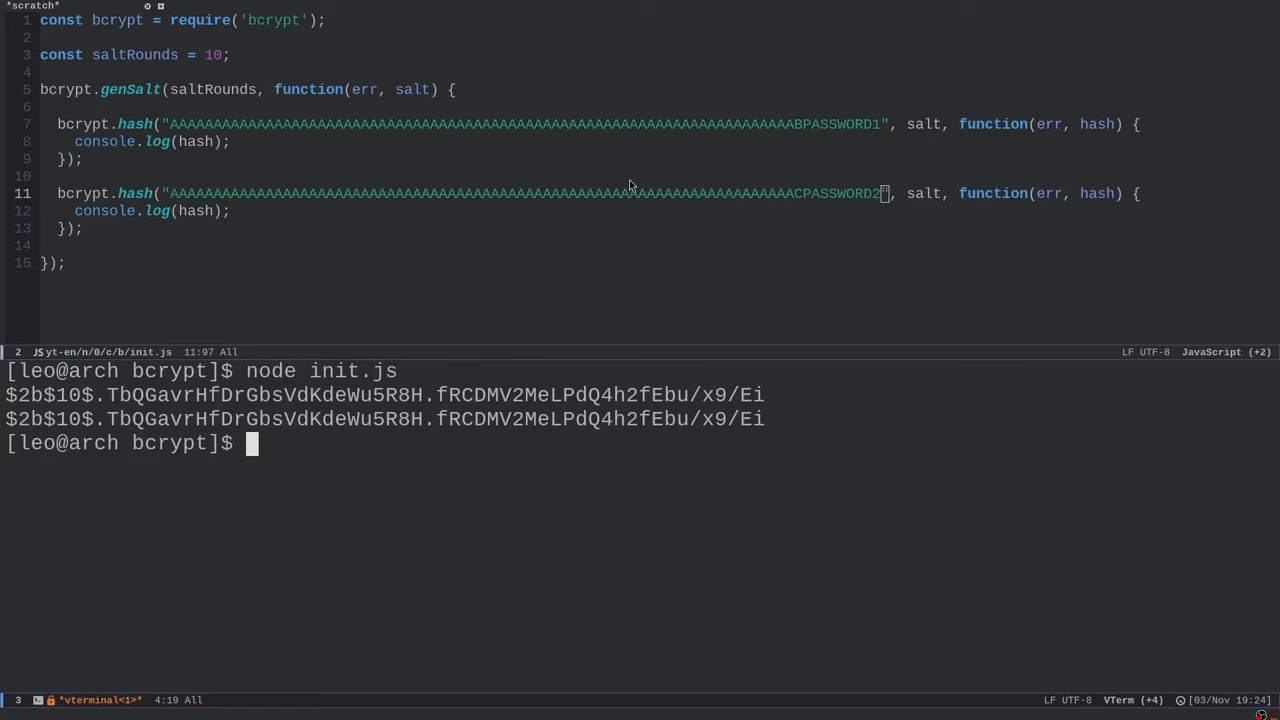 *scratch*
1 const bcrypt = require('bcrypt');
2
3 const saltRounds = 10;
4
5 bcrypt.genSalt(saltRounds, function(err, salt) {
6
7   bcrypt.hash("AAAAAAAAAAAAAAAAAAAAAAAAAAAAAAAAAAAAAAAAAAAAAAAAAAAAAAAAAAAAAAAAAAAAAAAABPASSWORD1", salt, function(err, hash) {
8     console.log(hash);
9   });
10
11   bcrypt.hash("AAAAAAAAAAAAAAAAAAAAAAAAAAAAAAAAAAAAAAAAAAAAAAAAAAAAAAAAAAAAAAAAAAAAAAAACPASSWORD2", salt, function(err, hash) {
12     console.log(hash);
13   });
14
15 });
2 JS yt-en/n/0/c/b/init.js 11:97 All LF UTF-8 JavaScript (+2)
[leo@arch bcrypt]$ node init.js
$2b$10$.TbQGavrHfDrGbsVdKdeWu5R8H.fRCDMV2MeLPdQ4h2fEbu/x9/Ei
$2b$10$.TbQGavrHfDrGbsVdKdeWu5R8H.fRCDMV2MeLPdQ4h2fEbu/x9/Ei
[leo@arch bcrypt]$
3 *vterminal<1>* 4:19 All LF UTF-8 VTerm (+4) [03/Nov 19:24]